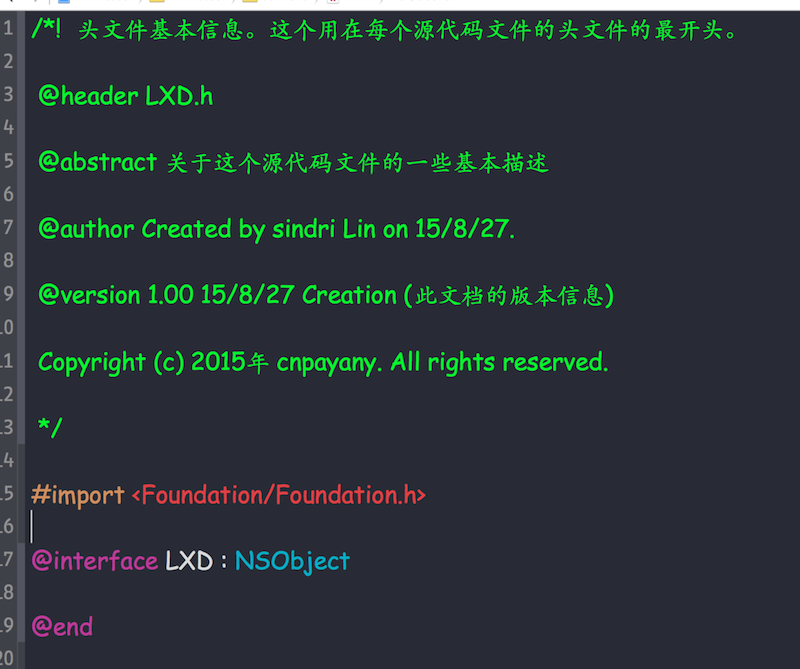 1 /*! 头文件基本信息。这个用在每个源代码文件的头文件的最开头。
2
3 @header LXD.h
4
5 @abstract 关于这个源代码文件的一些基本描述
6
7 @author Created by sindri Lin on 15/8/27.
8
9 @version 1.00 15/8/27 Creation (此文档的版本信息)
10
11 Copyright (c) 2015年 cnpayany. All rights reserved.
12
13 */
14
15 #import <Foundation/Foundation.h>
16
17 @interface LXD : NSObject
18
19 @end
20